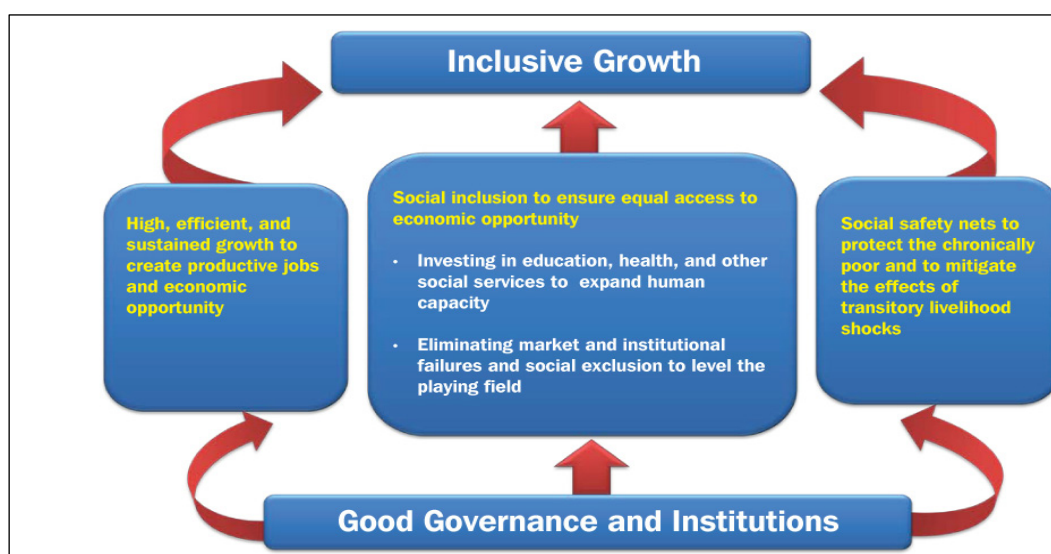 Inclusive Growth
High, efficient, and
sustained growth to
create productive jobs
and economic
opportunity
Social inclusion to ensure equal access to
economic opportunity
• Investing in education, health, and other
social services to expand human
capacity
• Eliminating market and institutional
failures and social exclusion to level the
playing field
Social safety nets to
protect the chronically
poor and to mitigate
the effects of
transitory livelihood
shocks
Good Governance and Institutions